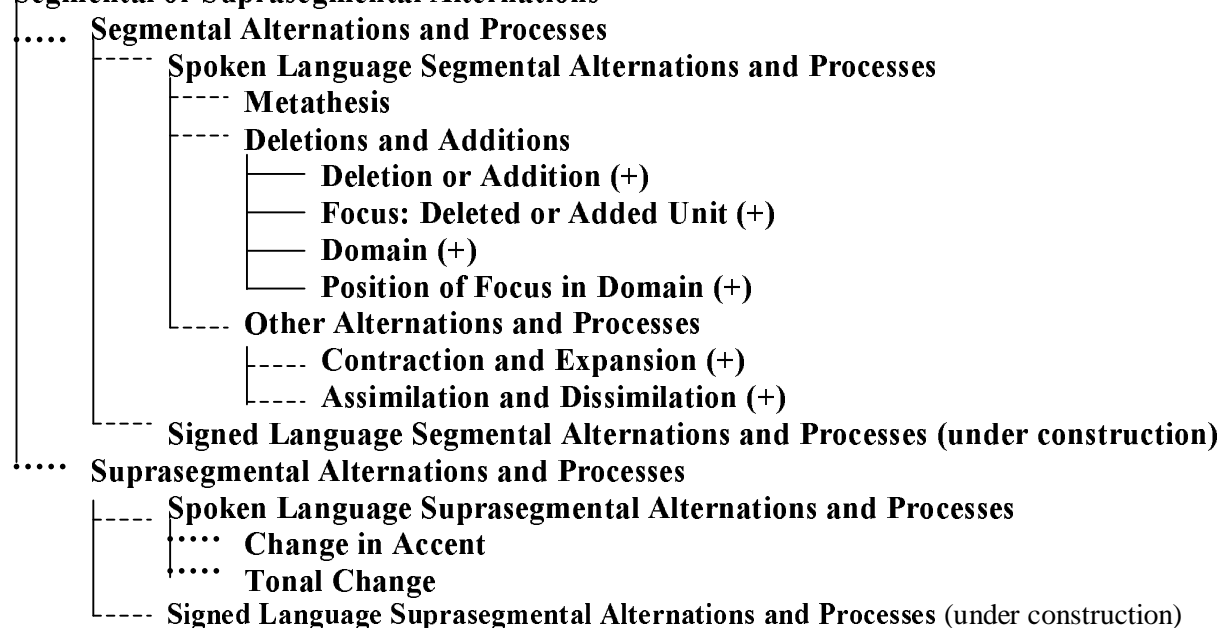 Segmental or Suprasegmental Alternations
Segmental Alternations and Processes
Spoken Language Segmental Alternations and Processes
Metathesis
Deletions and Additions
Deletion or Addition (+)
Focus: Deleted or Added Unit (+)
Domain (+)
Position of Focus in Domain (+)
Other Alternations and Processes
Contraction and Expansion (+)
Assimilation and Dissimilation (+)
Signed Language Segmental Alternations and Processes (under construction)
Suprasegmental Alternations and Processes
Spoken Language Suprasegmental Alternations and Processes
Change in Accent
Tonal Change
Signed Language Suprasegmental Alternations and Processes (under construction)